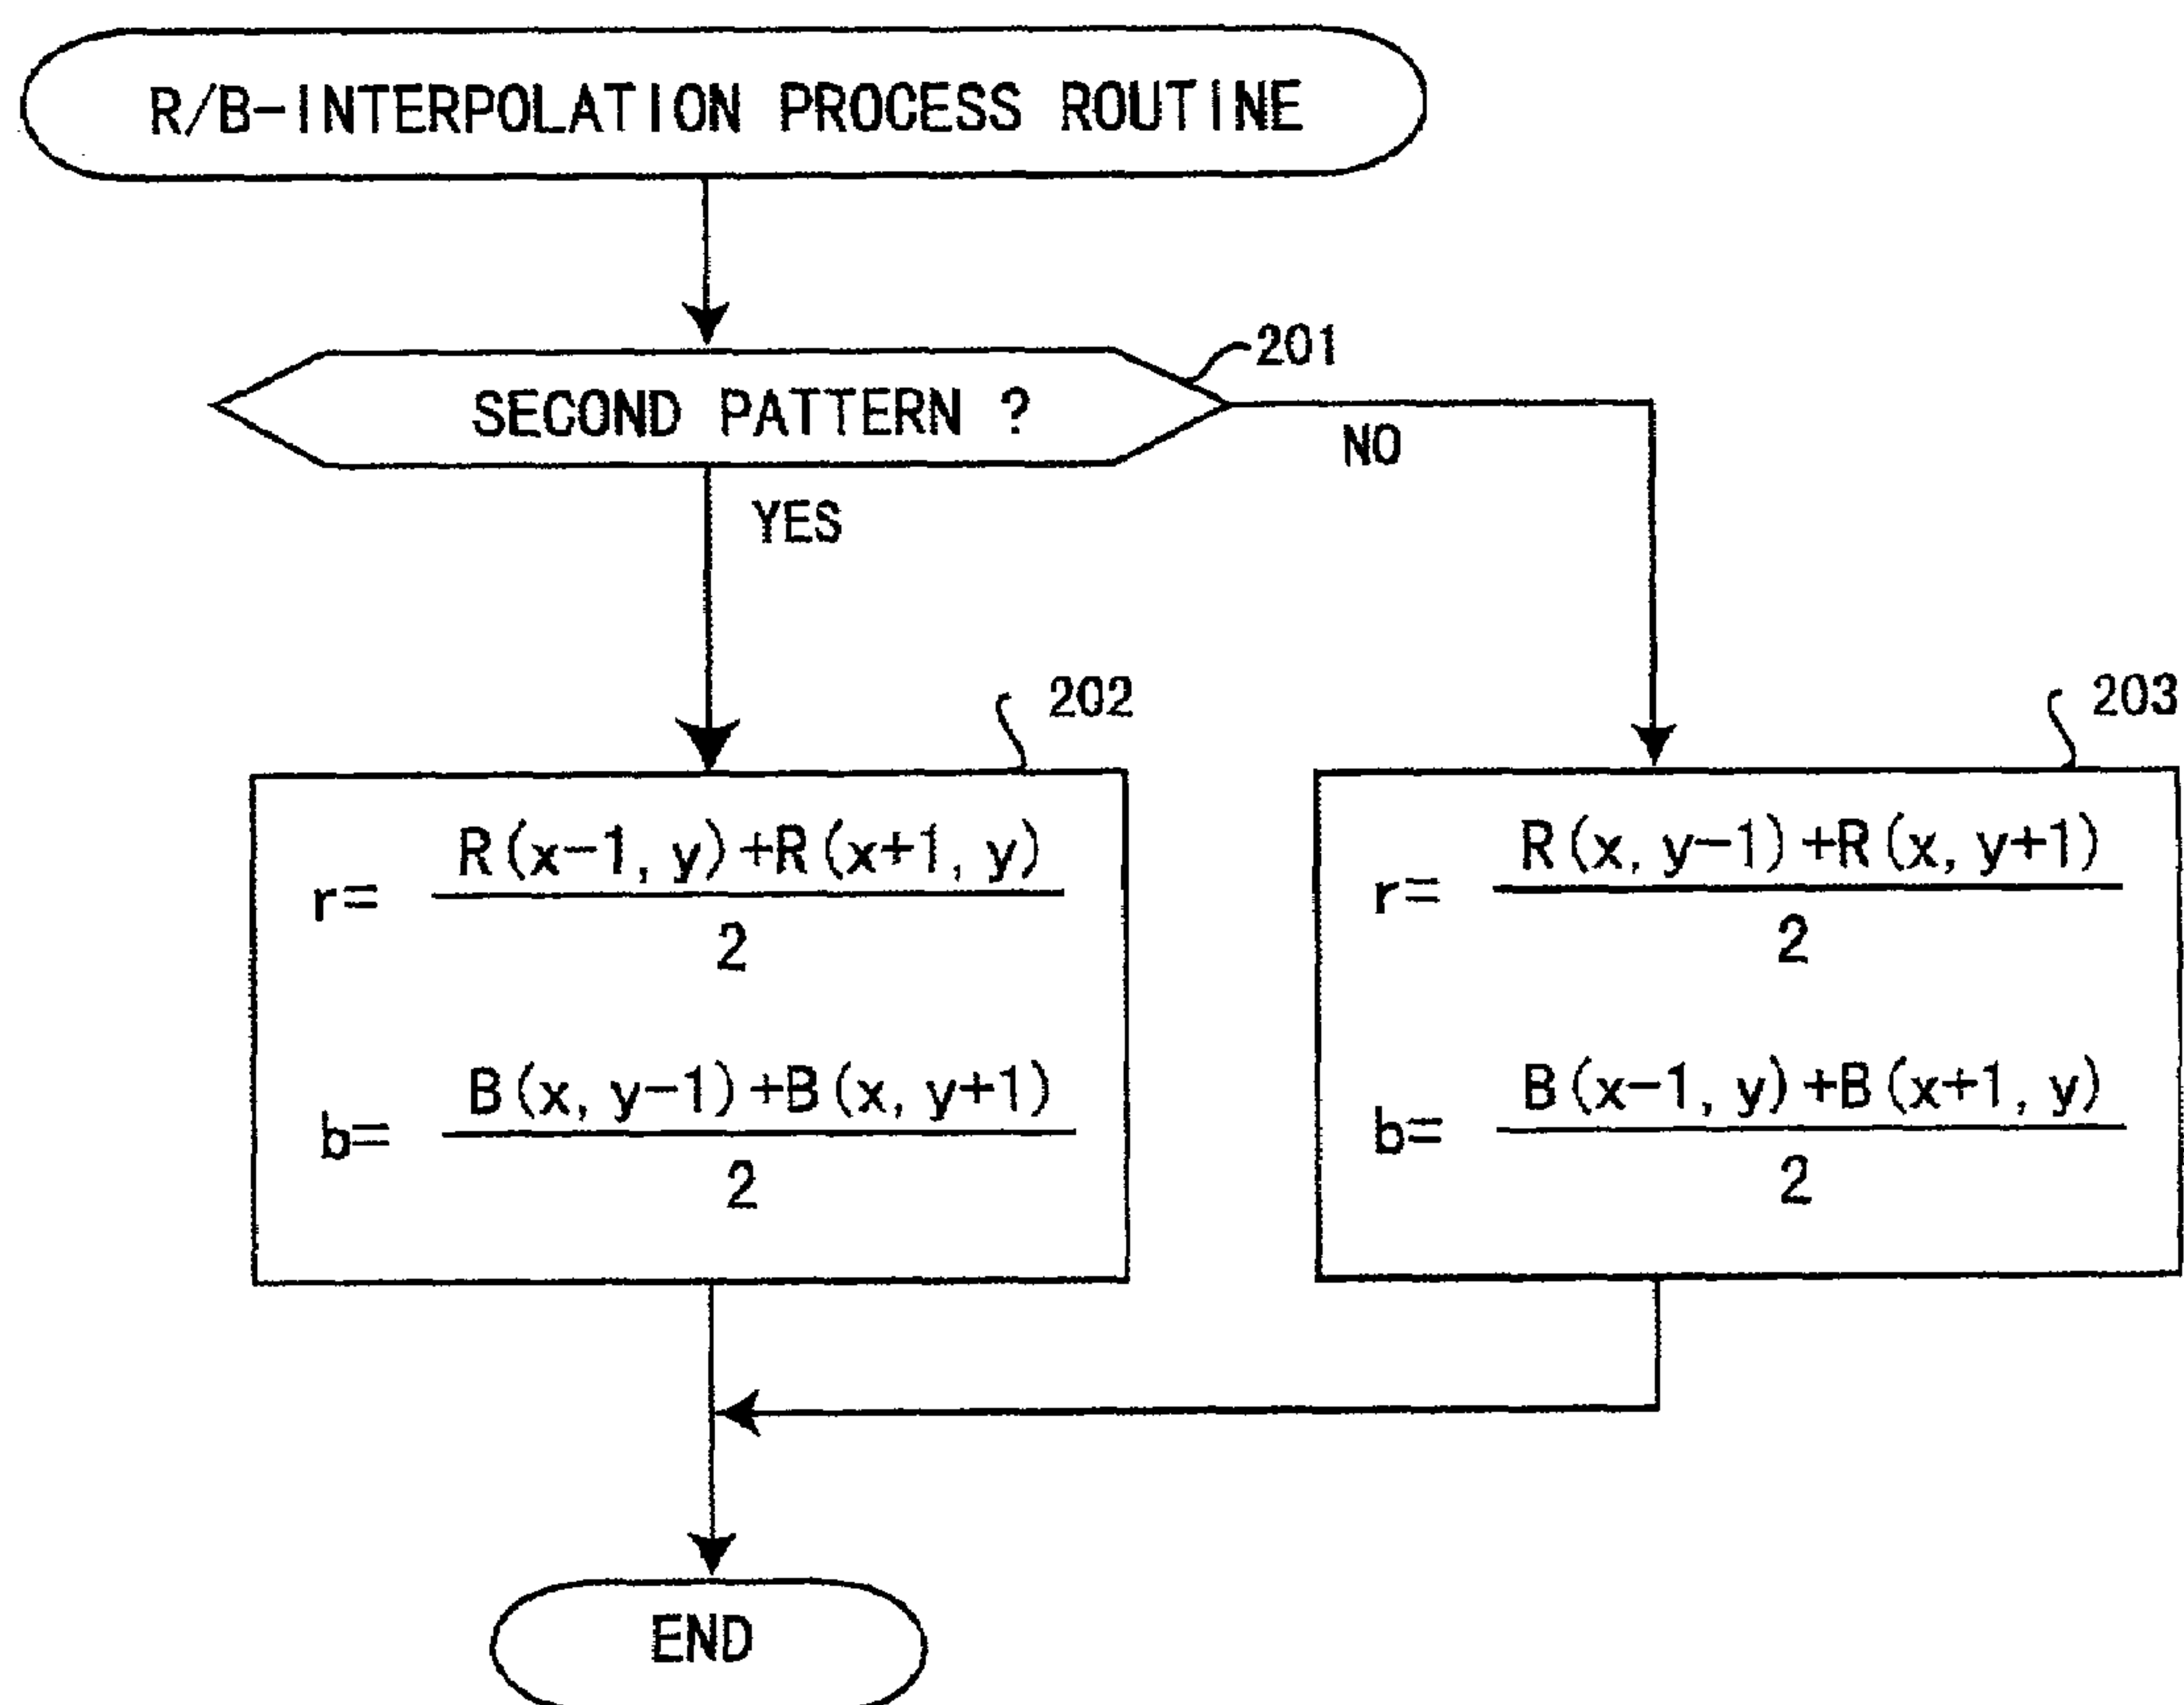 R/B-INTERPOLATION PROCESS ROUTINE
201
SECOND PATTERN ?
NO
YES
202
r= R(x-1, y)+R(x+1, y)
2
b= B(x, y-1)+B(x, y+1)
2
203
r= R(x, y-1)+R(x, y+1)
2
b= B(x-1, y)+B(x+1, y)
2
END